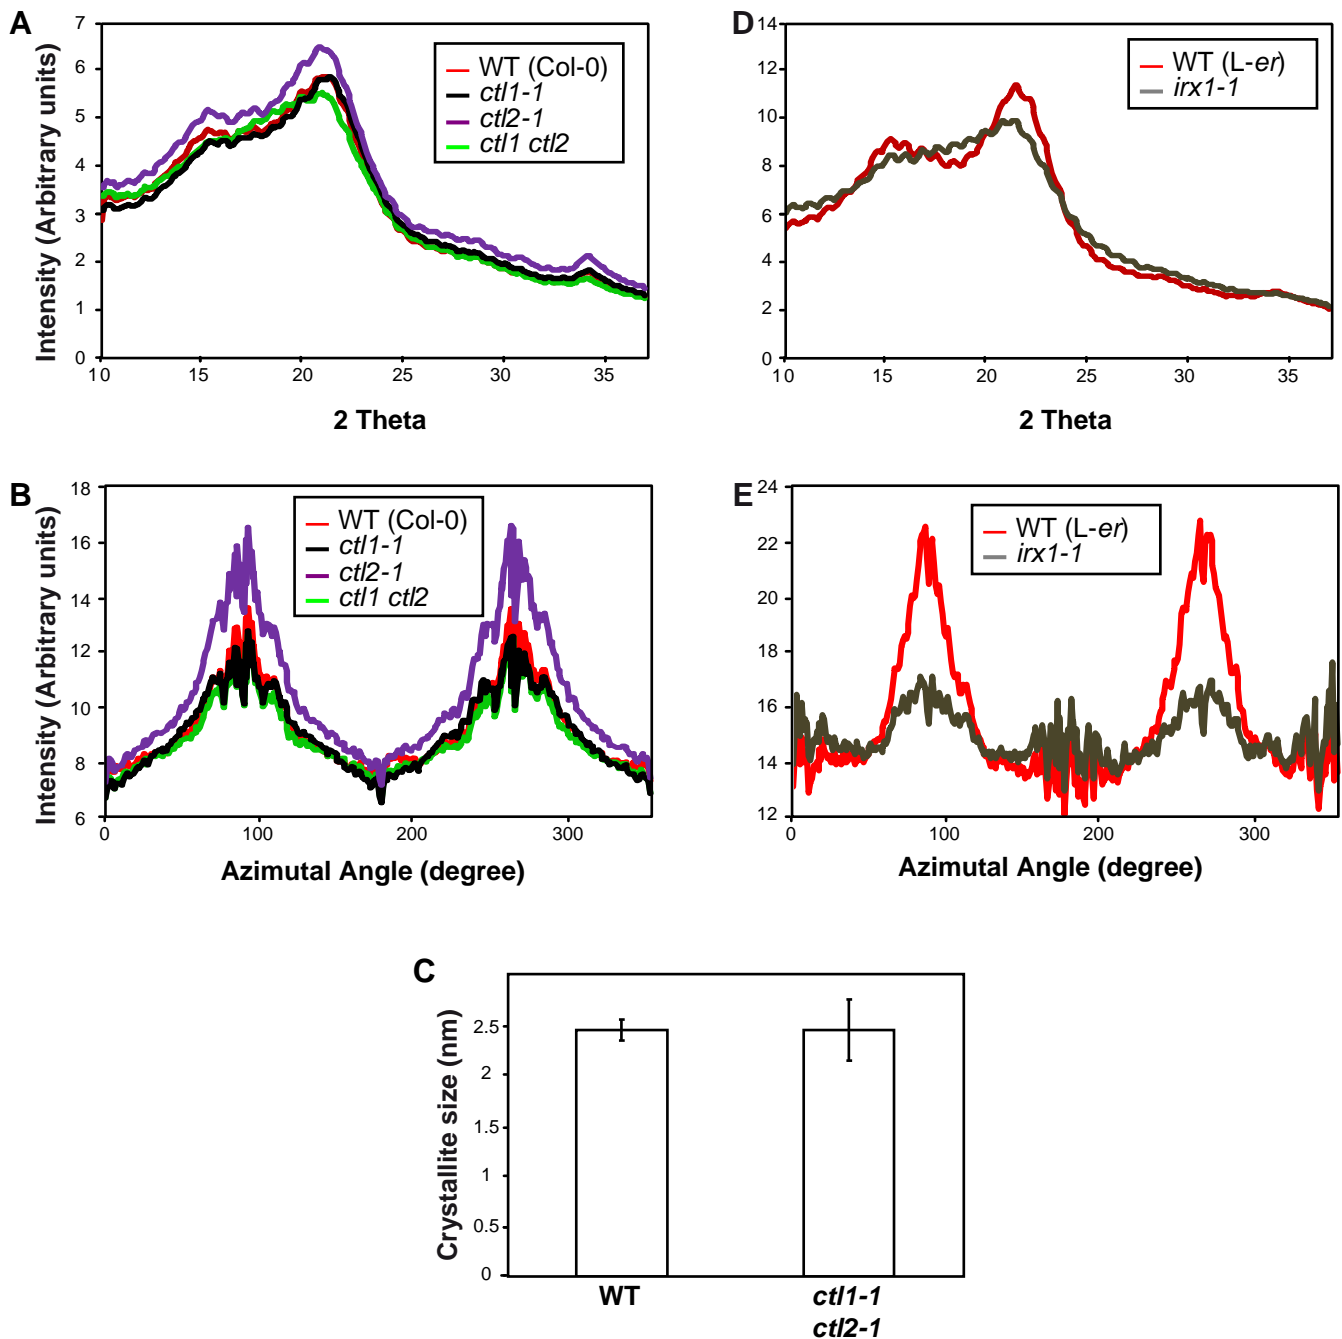 A
Intensity (Arbitrary units)
7
6
5
4
3
2
1
0
10
15
20
25
30
35
2 Theta
WT (Col-0)
ctl1-1
ctl2-1
ctl1 ctl2
D
14
12
10
8
6
4
2
0
10
15
20
25
30
35
2 Theta
WT (L-er)
irx1-1
B
Intensity (Arbitrary units)
18
16
14
12
10
8
6
0
100
200
300
Azimutal Angle (degree)
WT (Col-0)
ctl1-1
ctl2-1
ctl1 ctl2
E
24
22
20
18
16
14
12
0
100
200
300
Azimutal Angle (degree)
WT (L-er)
irx1-1
C
Crystallite size (nm)
2.5
2
1.5
1
0.5
0
WT
ctl1-1
ctl2-1